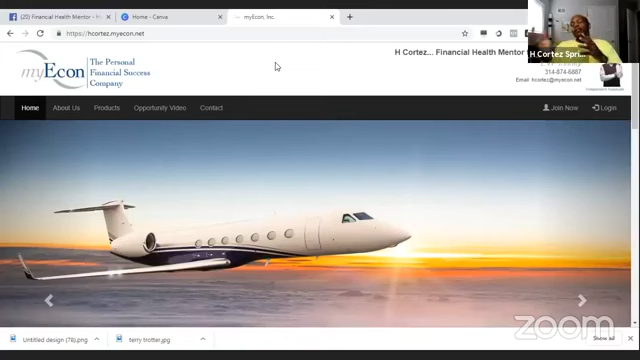 (20) Financial Health Mentor - h
Home - Canva
myEcon, Inc.
https://hcortez.myecon.net
H Cortez Spri...
myEcon
The Personal
Financial Success
Company
H Cortez... Financial Health Mentor
314-874-6887
Email: hcortez@myecon.net
Home
About Us
Products
Opportunity Video
Contact
Join Now
Login
zoom
Untitled design (78).png
terry trotter.jpg
Show all